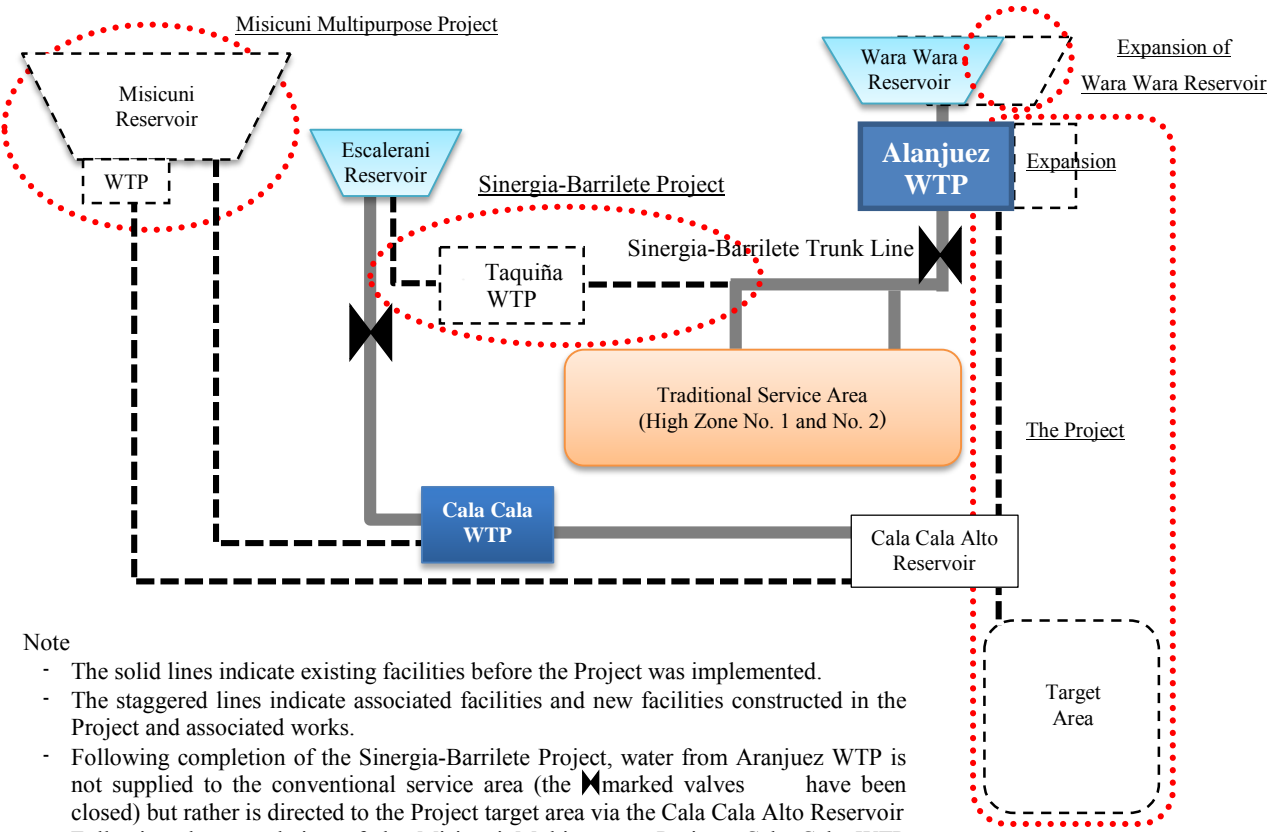 Misicuni Multipurpose Project
Misicuni
Reservoir
WTP
Escalerani
Reservoir
Sinergia-Barrilete Project
Taquiña
WTP
Sinergia-Barrilete Trunk Line
Wara Wara
Reservoir
Expansion of
Wara Wara Reservoir
Alanjuez
WTP
Expansion
Traditional Service Area
(High Zone No. 1 and No. 2)
The Project
Cala Cala
WTP
Cala Cala Alto
Reservoir
Target
Area
Note
- The solid lines indicate existing facilities before the Project was implemented.
- The staggered lines indicate associated facilities and new facilities constructed in the
Project and associated works.
- Following completion of the Sinergia-Barrilete Project, water from Aranjuez WTP is
not supplied to the conventional service area (the marked valves have been
closed) but rather is directed to the Project target area via the Cala Cala Alto Reservoir